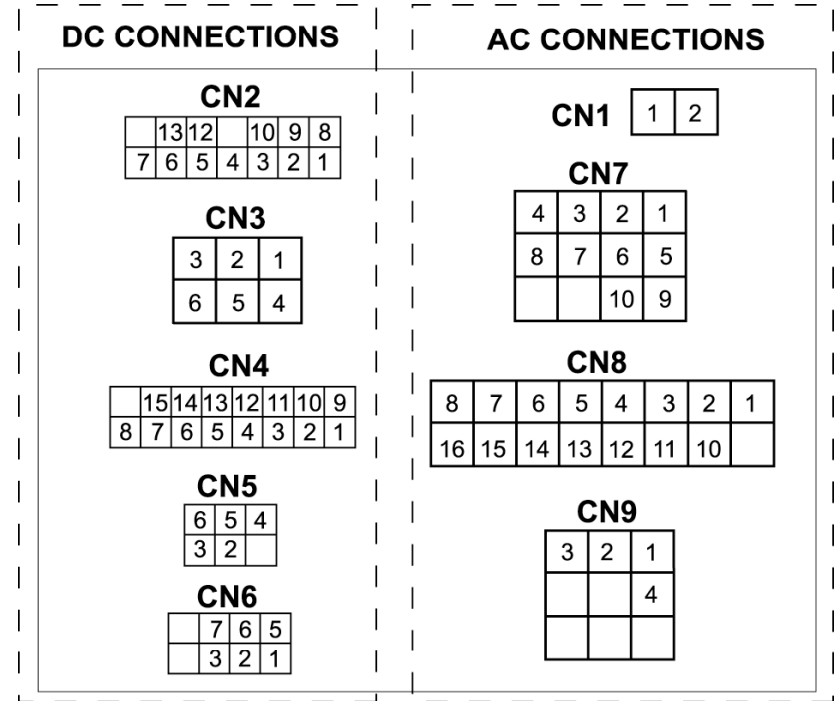 DC CONNECTIONS
CN2
13 12 10 9 8
7 6 5 4 3 2 1
CN3
3 2 1
6 5 4
CN4
15 14 13 12 11 10 9
8 7 6 5 4 3 2 1
CN5
6 5 4
3 2
CN6
7 6 5
3 2 1
AC CONNECTIONS
CN1 1 2
CN7
4 3 2 1
8 7 6 5
10 9
CN8
8 7 6 5 4 3 2 1
16 15 14 13 12 11 10
CN9
3 2 1
4